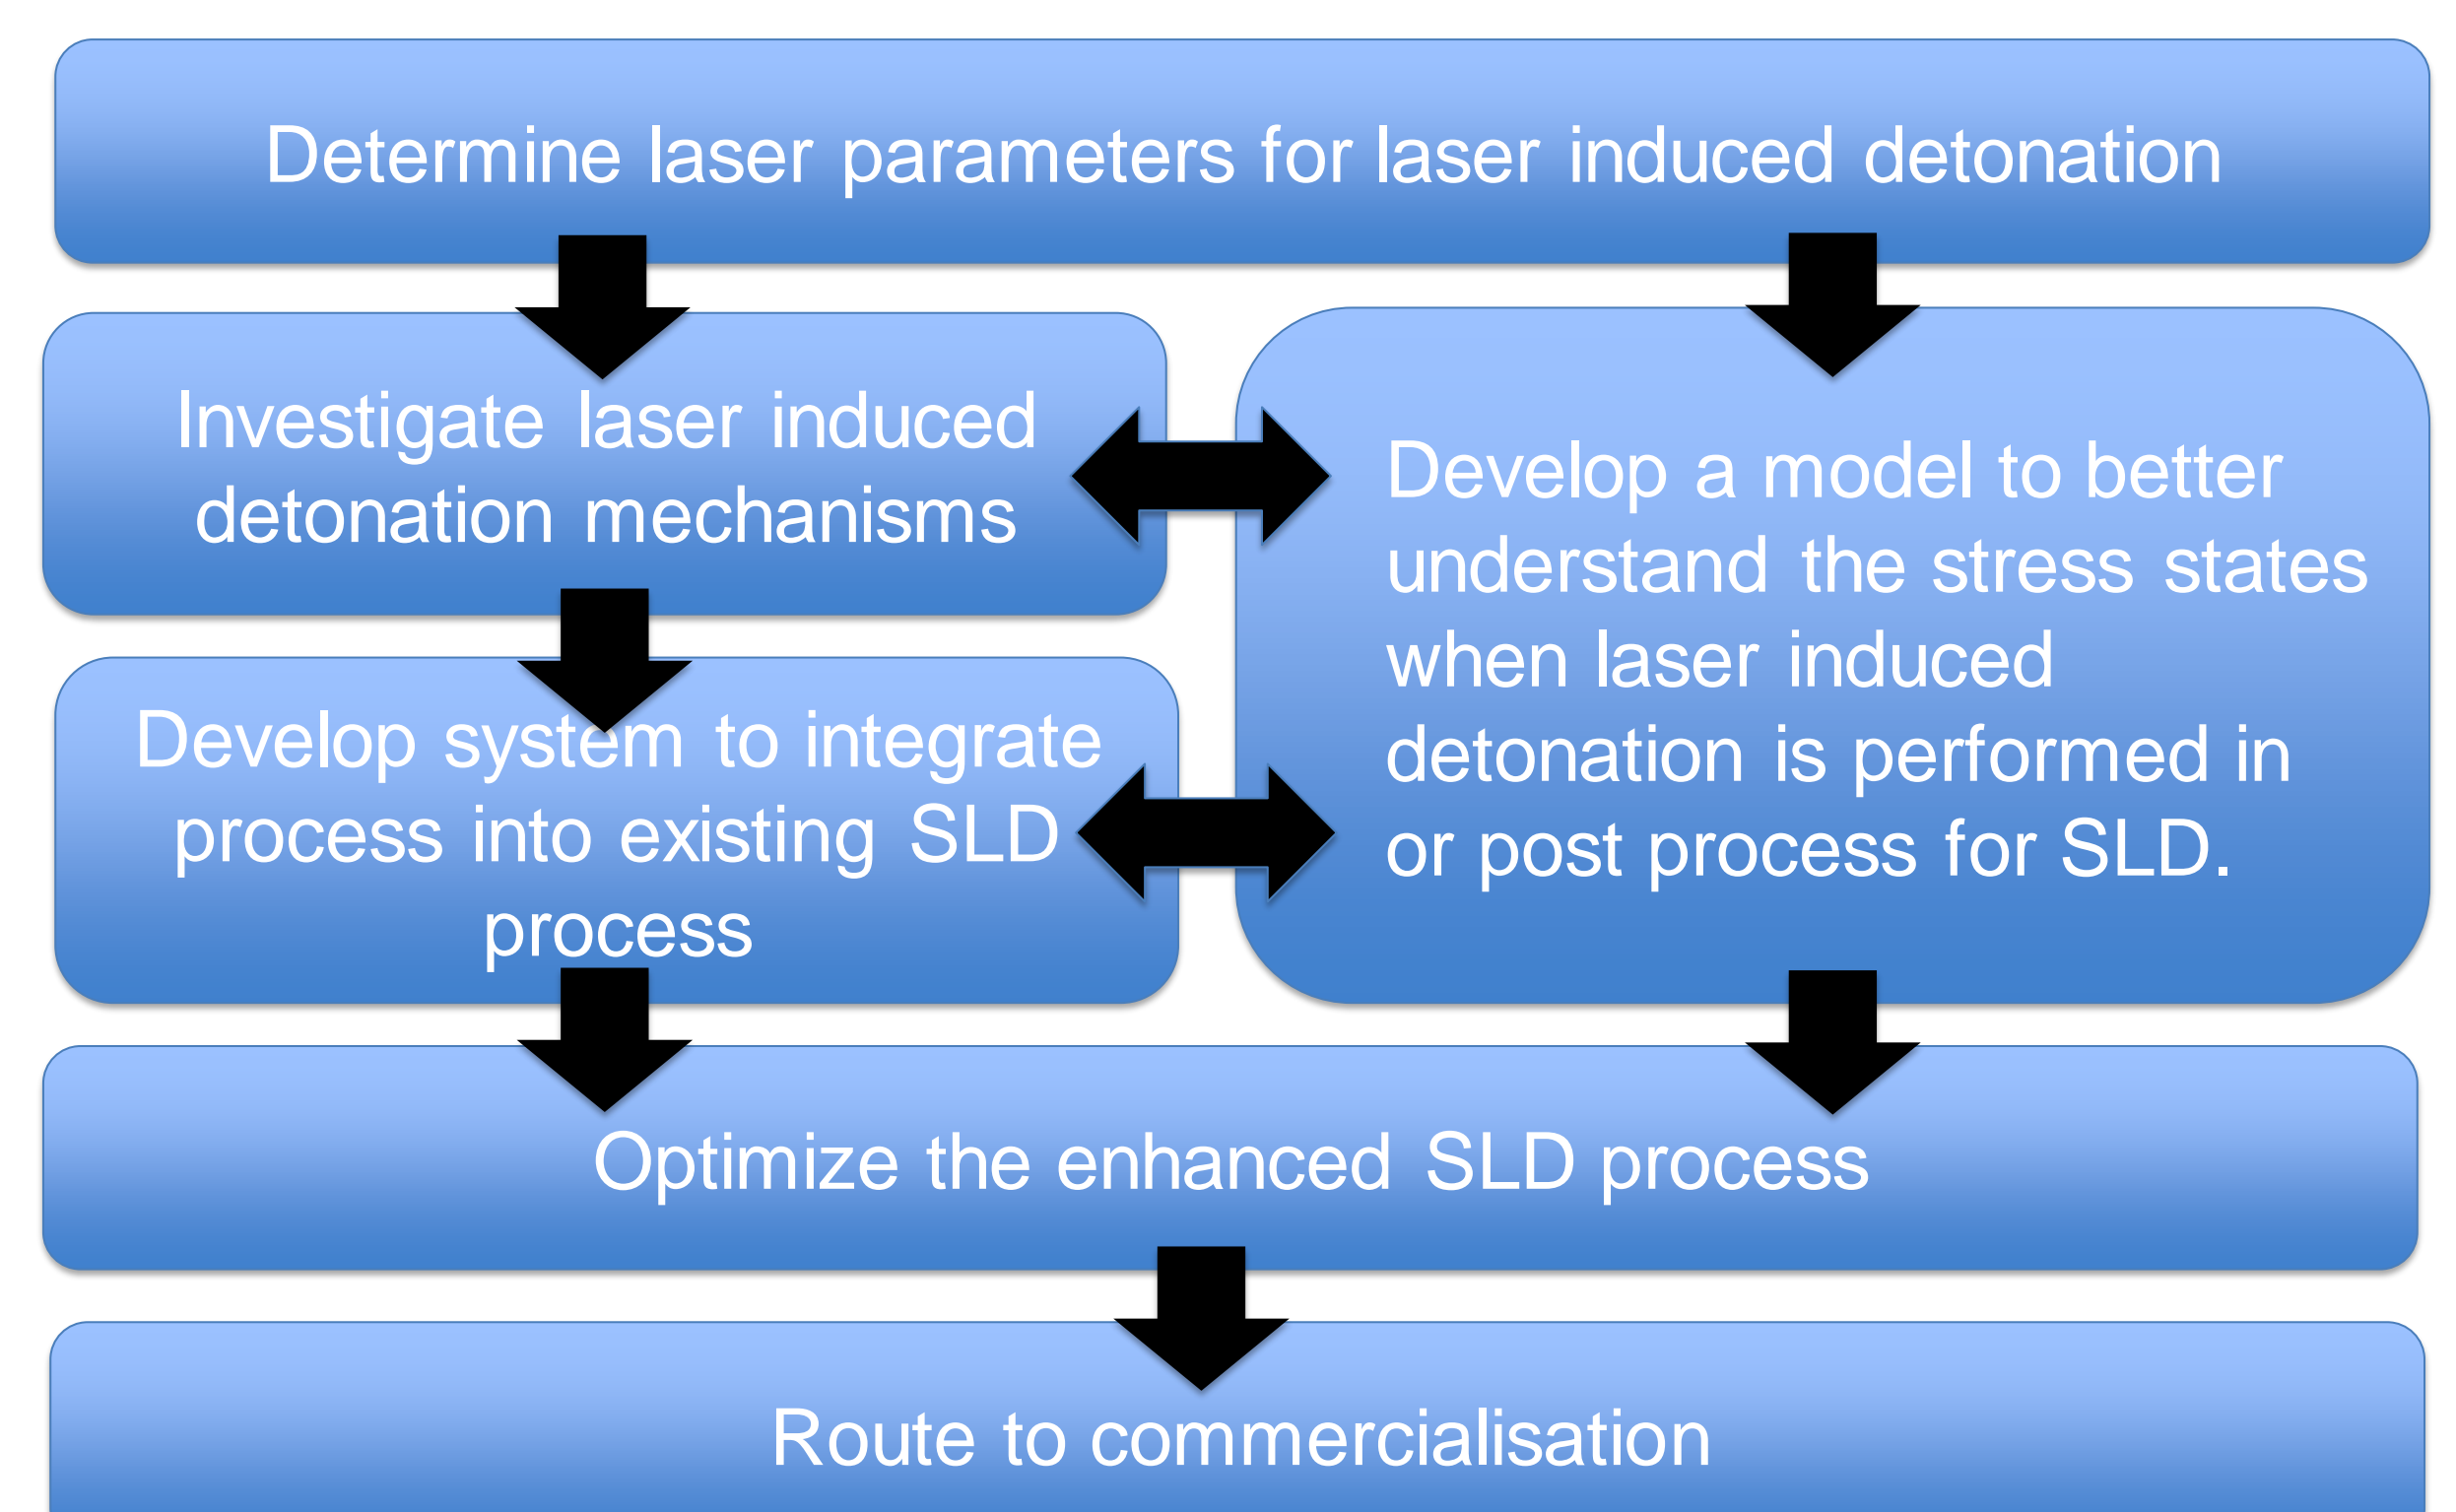 Determine laser parameters for laser induced detonation
Investigate laser induced
detonation mechanisms
Develop system to integrate
process into existing SLD
process
Develop a model to better
understand the stress states
when laser induced
detonation is performed in
or post process for SLD.
Optimize the enhanced SLD process
Route to commercialisation